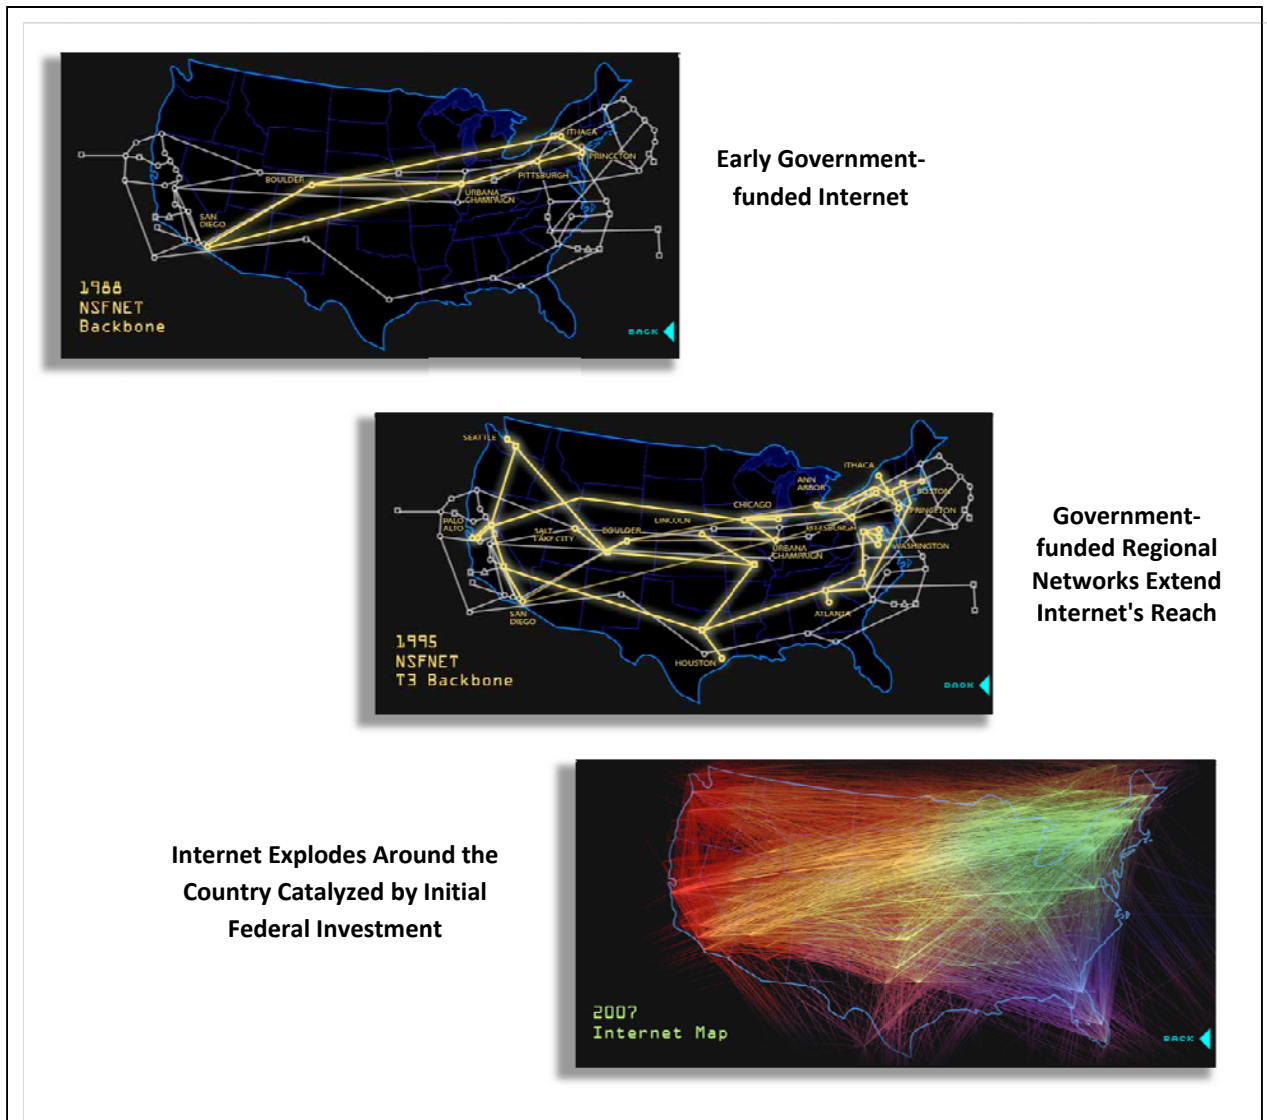 ITHACA
PRINCETON
PITTSBURGH
BOULDER
URBANA
CHAMPAIGN
SAN
DIEGO
1988
NSFNET
Backbone
BACK
Early Government-
funded Internet
SEATTLE
ITHACA
ANN
ARBOR
BOSTON
CHICAGO
PRINCETON
PALO
ALTO
SALT
LAKE CITY
BOULDER
LINCOLN
PITTSBURGH
URBANA
CHAMPAIGN
WASHINGTON
SAN
DIEGO
ATLANTA
HOUSTON
1995
NSFNET
T3 Backbone
BACK
Government-
funded Regional
Networks Extend
Internet's Reach
Internet Explodes Around the
Country Catalyzed by Initial
Federal Investment
2007
Internet Map
BACK